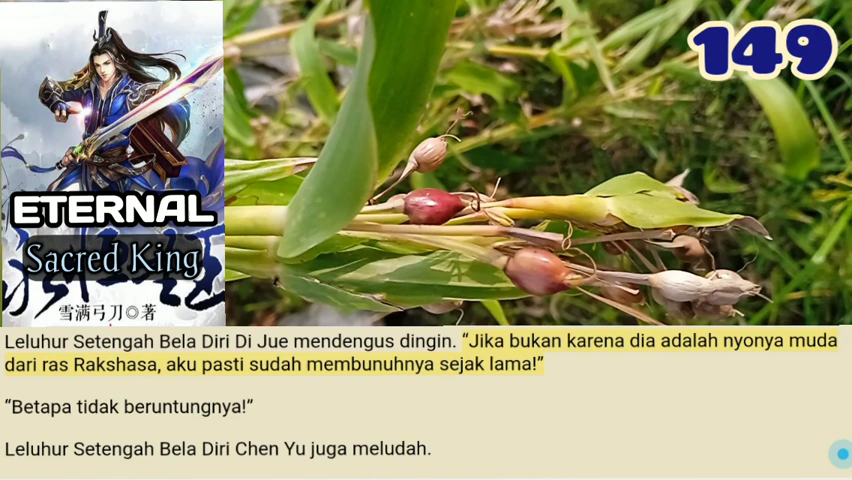 149
ETERNAL
Sacred King
雪满弓刀◎著
Leluhur Setengah Bela Diri Di Jue mendengus dingin. “Jika bukan karena dia adalah nyonya muda
dari ras Rakshasa, aku pasti sudah membunuhnya sejak lama!”
“Betapa tidak beruntungnya!”
Leluhur Setengah Bela Diri Chen Yu juga meludah.